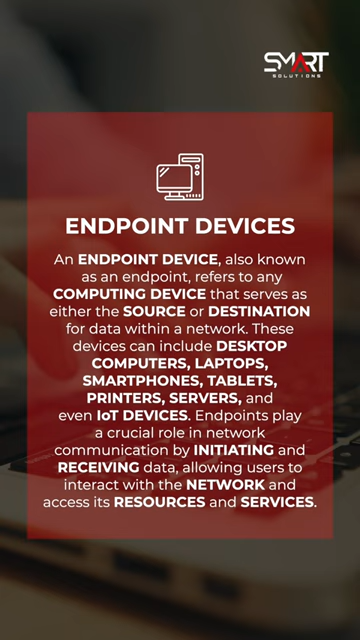 SMART
SOLUTIONS
ENDPOINT DEVICES
An ENDPOINT DEVICE, also known
as an endpoint, refers to any
COMPUTING DEVICE that serves as
either the SOURCE or DESTINATION
for data within a network. These
devices can include DESKTOP
COMPUTERS, LAPTOPS,
SMARTPHONES, TABLETS,
PRINTERS, SERVERS, and
even IoT DEVICES. Endpoints play
a crucial role in network
communication by INITIATING and
RECEIVING data, allowing users to
interact with the NETWORK and
access its RESOURCES and SERVICES.